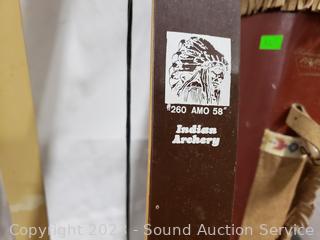 "260 AMO 58"
Indian
Archery
Copyright 2023 - Sound Auction Service